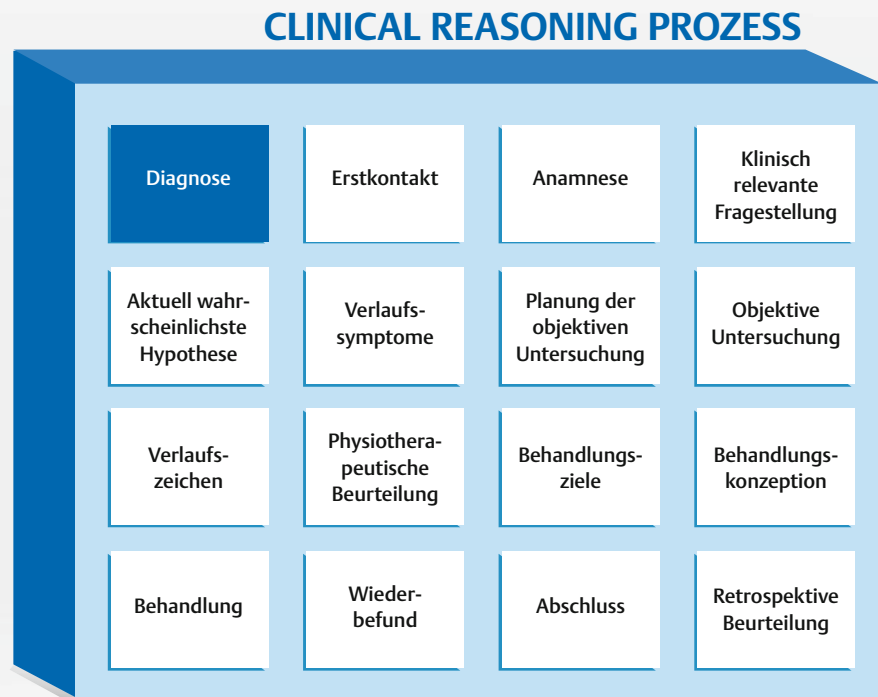 CLINICAL REASONING PROZESS
Diagnose
Erstkontakt
Anamnese
Klinisch
relevante
Fragestellung
Aktuell wahr-
scheinlichste
Hypothese
Verlaufs-
symptome
Planung der
objektiven
Untersuchung
Objektive
Untersuchung
Verlaufs-
zeichen
Physiothera-
peutische
Beurteilung
Behandlungs-
ziele
Behandlungs-
konzeption
Behandlung
Wieder-
befund
Abschluss
Retrospektive
Beurteilung